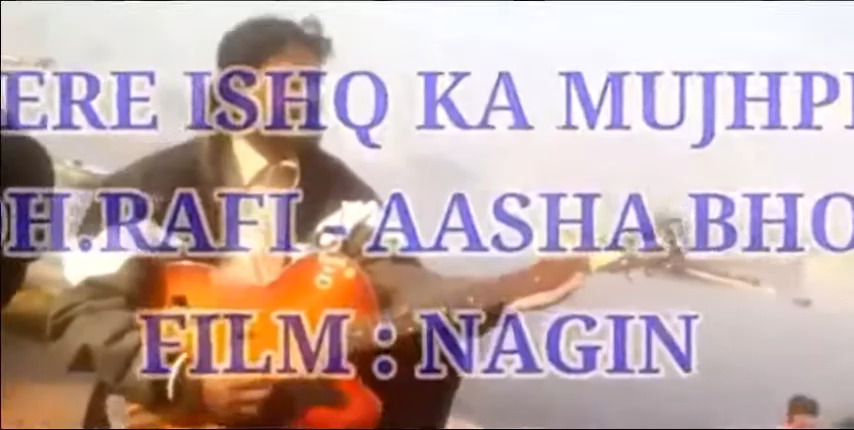 ERE ISHQ KA MUJHP
H.RAFI - AASHA BHO
FILM : NAGIN